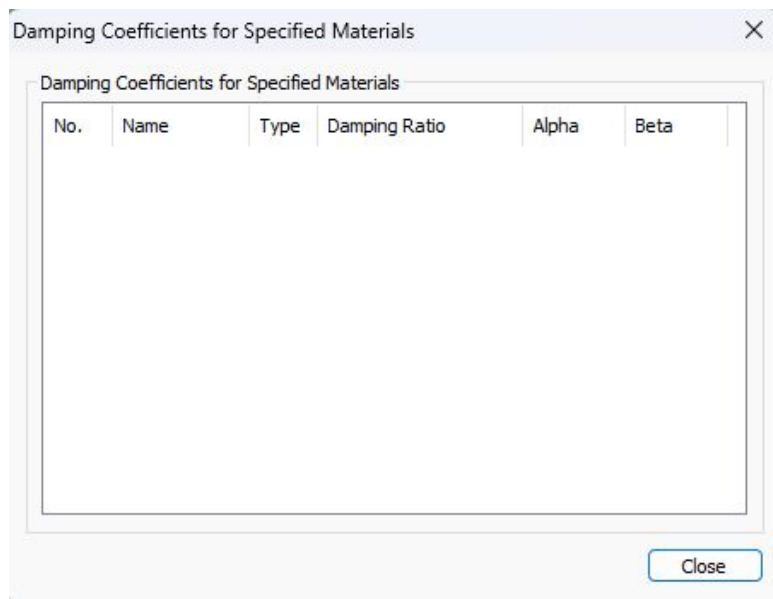 Damping Coefficients for Specified Materials
Damping Coefficients for Specified Materials
No. Name Type Damping Ratio Alpha Beta
Close